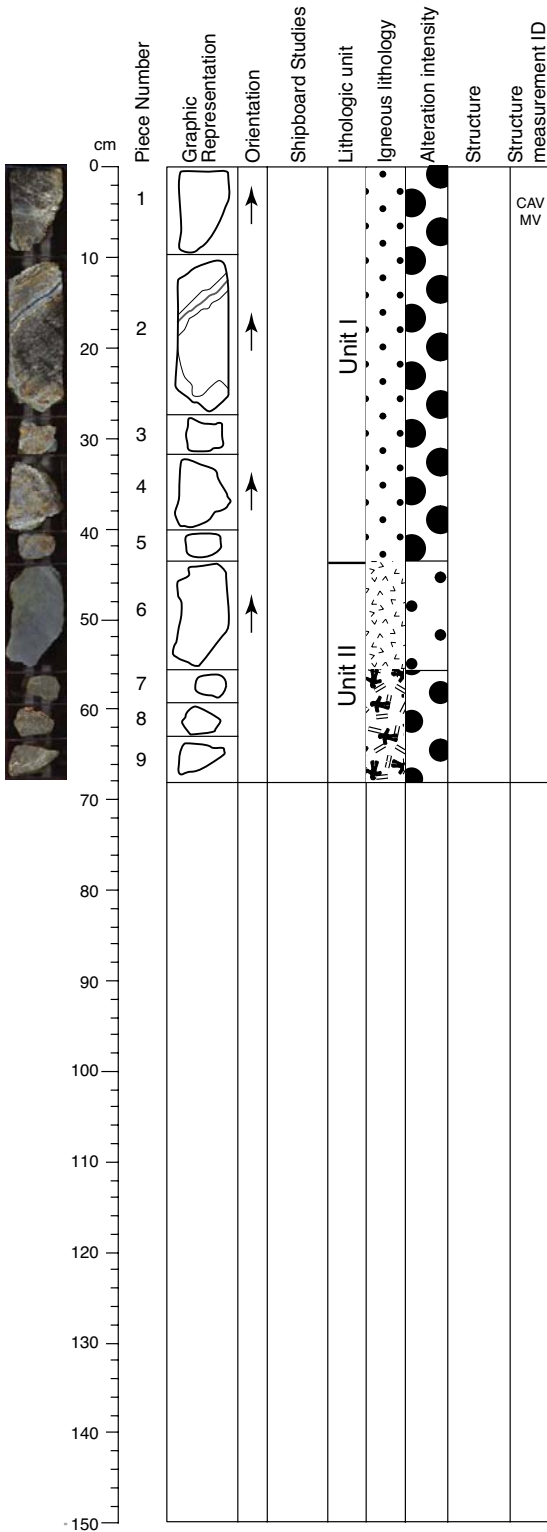 cm
Piece Number
Graphic
Representation
Orientation
Shipboard Studies
Lithologic unit
Igneous lithology
Alteration intensity
Structure
Structure
measurement ID
0
10
20
30
40
50
60
70
80
90
100
110
120
130
140
150
1
2
3
4
5
6
7
8
9
Unit I
Unit II
CAV
MV